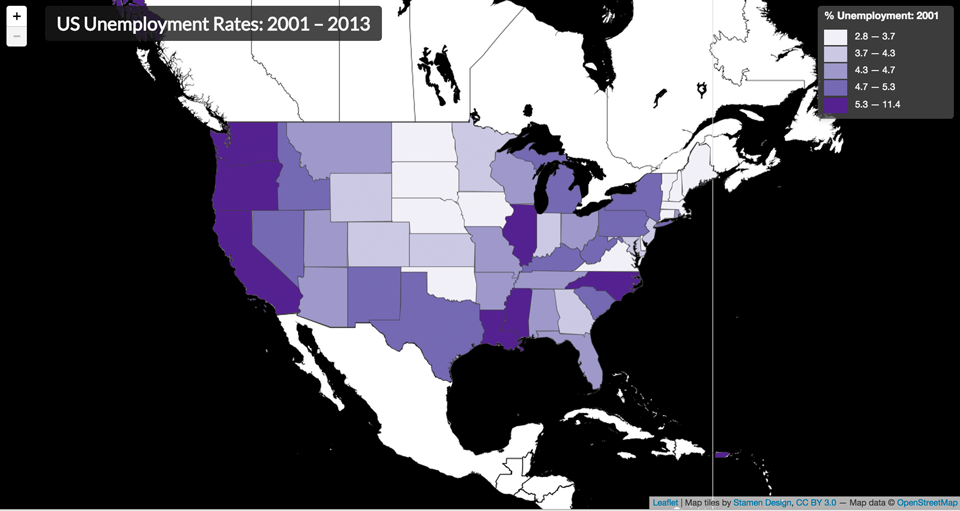 +
−
US Unemployment Rates: 2001 – 2013
% Unemployment: 2001
2.8 — 3.7
3.7 — 4.3
4.3 — 4.7
4.7 — 5.3
5.3 — 11.4
Leaflet | Map tiles by Stamen Design, CC BY 3.0 — Map data © OpenStreetMap